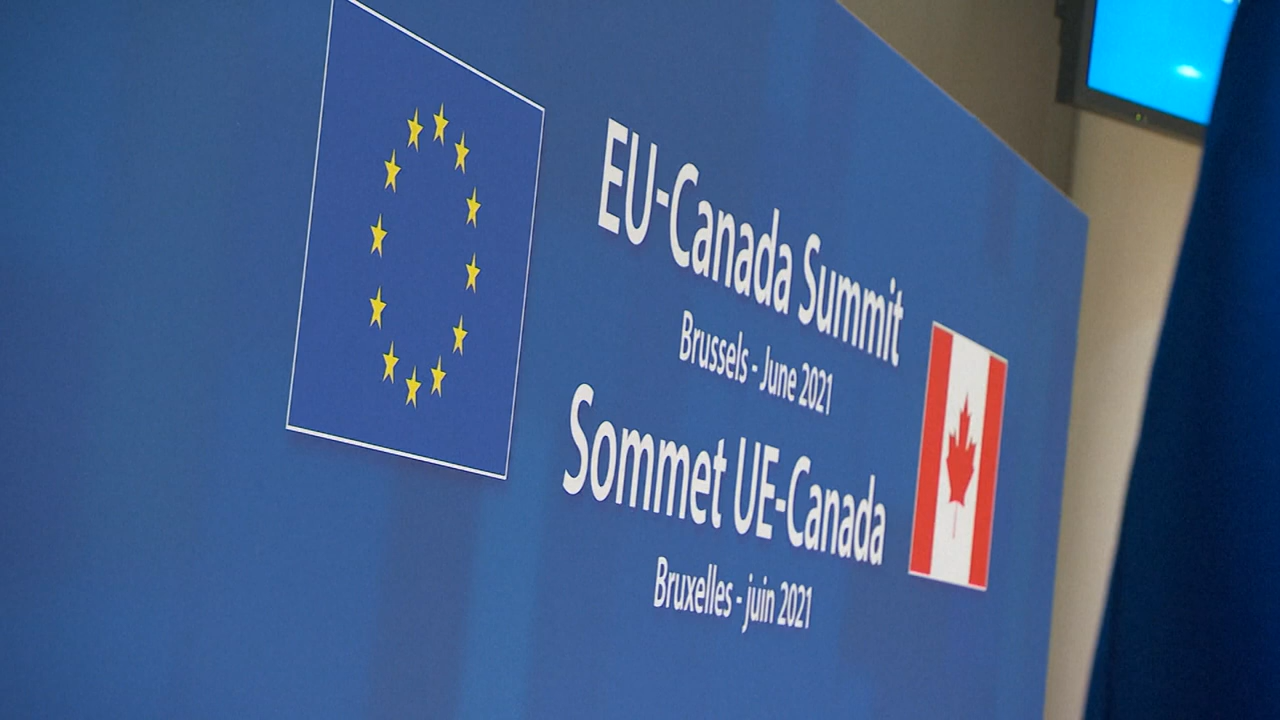 EU-Canada Summit
Brussels - June 2021
Sommet UE-Canada
Bruxelles - juin 2021